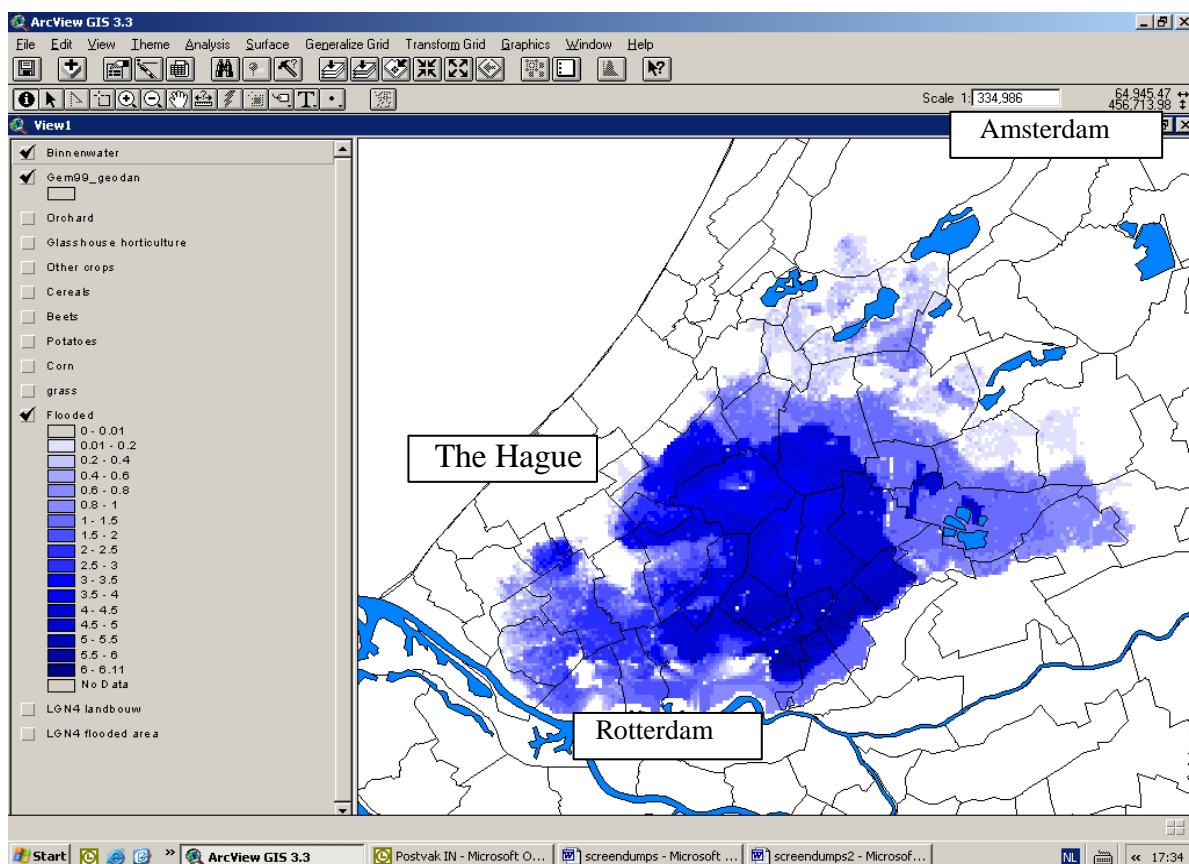 ArcView GIS 3.3
File Edit View Theme Analysis Surface Generalize Grid Transform Grid Graphics Window Help
Scale 1: 334,986
64,945.47
456,713.98
View1
Amsterdam
Binnenwater
Gem99_geodan
Orchard
Glasshouse horticulture
Other crops
Cereals
Beets
Potatoes
Corn
grass
Flooded
0 - 0.01
0.01 - 0.2
0.2 - 0.4
0.4 - 0.6
0.6 - 0.8
0.8 - 1
1 - 1.5
1.5 - 2
2 - 2.5
2.5 - 3
3 - 3.5
3.5 - 4
4 - 4.5
4.5 - 5
5 - 5.5
5.5 - 6
6 - 6.11
No Data
LGN4 landbouw
LGN4 flooded area
The Hague
Rotterdam
Start » ArcView GIS 3.3 Postvak IN - Microsoft O... screendumps - Microsoft ... screendumps2 - Microsof... NL « 17:34